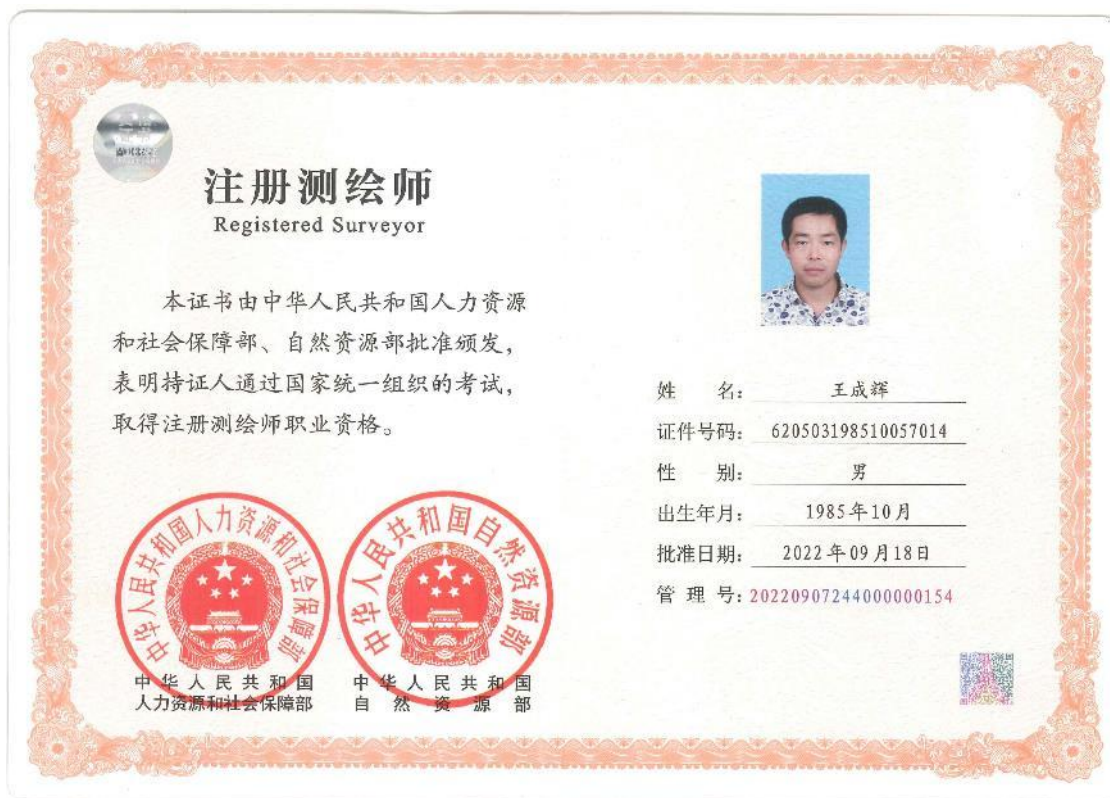 注册测绘师
Registered Surveyor
本证书由中华人民共和国人力资源
和社会保障部、自然资源部批准颁发，
表明持证人通过国家统一组织的考试，
取得注册测绘师职业资格。
中华人民共和国人力资源和社会保障部
中华人民共和国自然资源部
中华人民共和国
人力资源和社会保障部
中华人民共和国
自然资源部
姓 名： 王成辉
证件号码： 620503198510057014
性 别： 男
出生年月： 1985年10月
批准日期： 2022年09月18日
管 理 号： 20220907244000000154